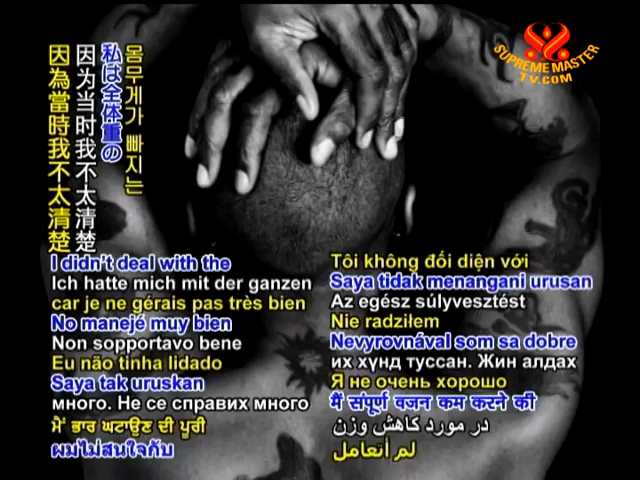 SUPREME MASTER
TV.COM
몸무게가 빠지는
私は全体重の
因为当时我不太清楚
因為當時我不太清楚
I didn't deal with the
Ich hatte mich mit der ganzen
car je ne gérais pas très bien
No manejé muy bien
Non sopportavo bene
Eu não tinha lidado
Saya tak uruskan
много. Не се справих много
ਮੈਂ ਭਾਰ ਘਟਾਉਣ ਦੀ ਪੂਰੀ
ผมไม่สนใจกับ
Tôi không đối diện với
Saya tidak menangani urusan
Az egész súlyvesztést
Nie radziłem
Nevyrovnával som sa dobre
их хүнд туссан. Жин алдах
Я не очень хорошо
मैं संपूर्ण वजन कम करने की
در مورد کاهش وزن
لم أتعامل